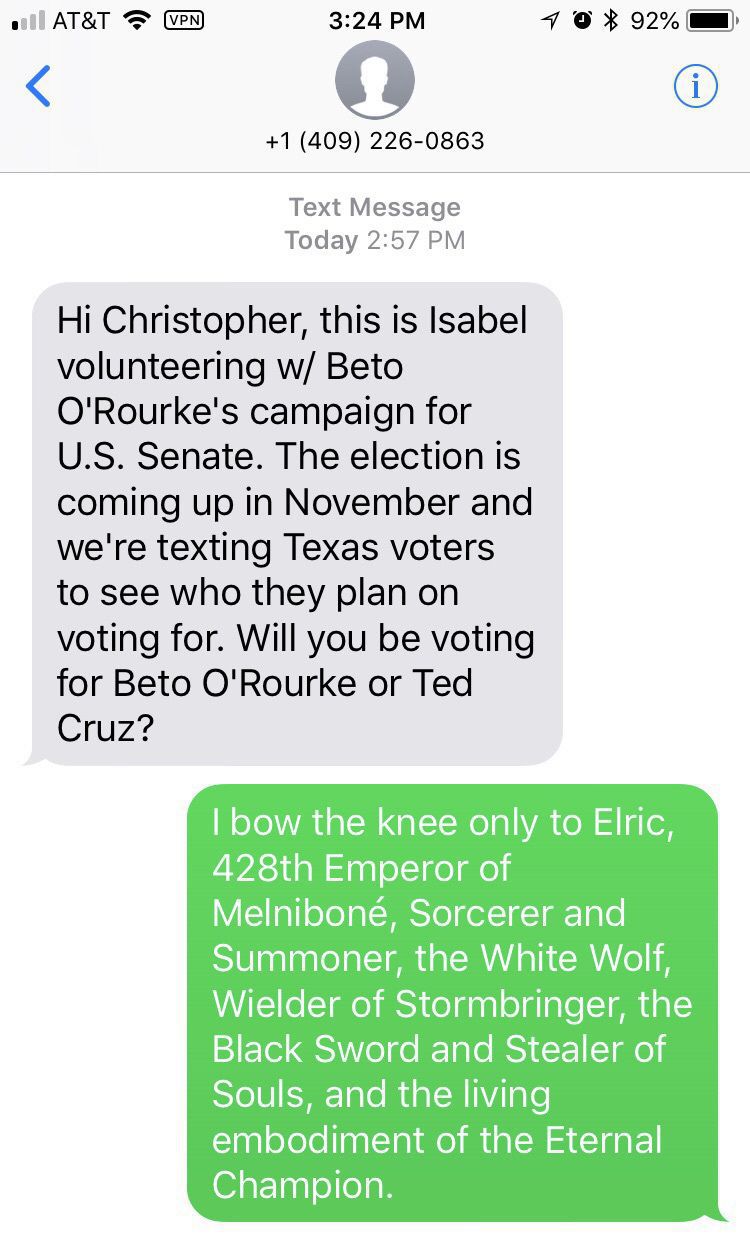 AT&T VPN 3:24 PM 92%
+1 (409) 226-0863
Text Message
Today 2:57 PM
Hi Christopher, this is Isabel
volunteering w/ Beto
O'Rourke's campaign for
U.S. Senate. The election is
coming up in November and
we're texting Texas voters
to see who they plan on
voting for. Will you be voting
for Beto O'Rourke or Ted
Cruz?
I bow the knee only to Elric,
428th Emperor of
Melniboné, Sorcerer and
Summoner, the White Wolf,
Wielder of Stormbringer, the
Black Sword and Stealer of
Souls, and the living
embodiment of the Eternal
Champion.